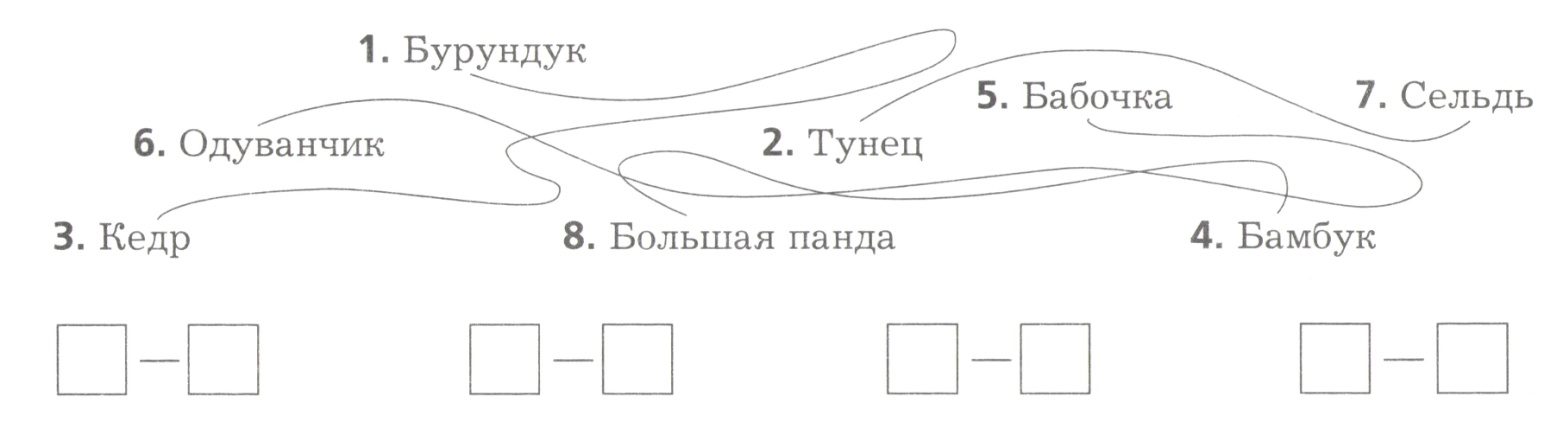 1. Бурундук
5. Бабочка
7. Сельдь
6. Одуванчик
2. Тунец
3. Кедр
8. Большая панда
4. Бамбук